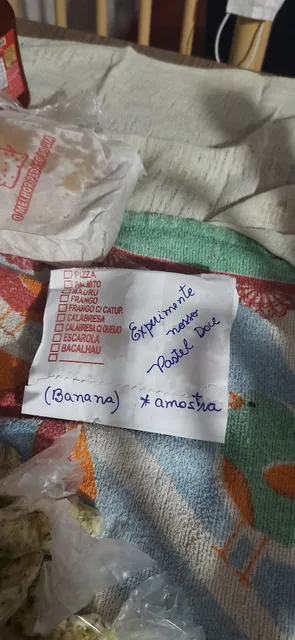 PIZZA
PALMITO
BAURU
FRANGO
FRANGO C/ CATUP.
CALABRESA
CALABRESA C/ QUEIJO
ESCAROLA
BACALHAU
Experimente
nosso
Pastel Doce
(Banana) * amostra